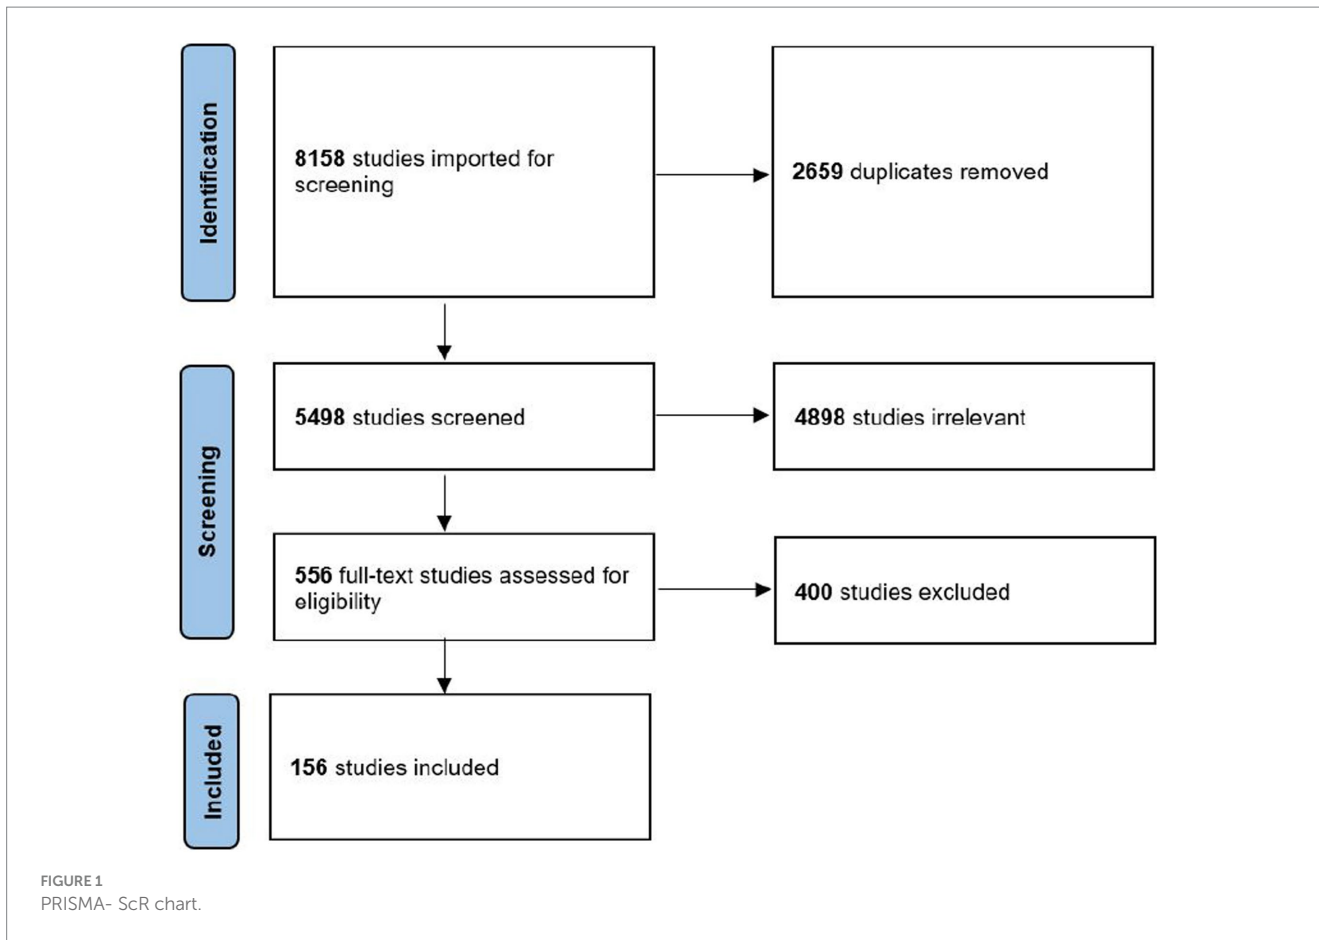 Identification
8158 studies imported for
screening
2659 duplicates removed
Screening
5498 studies screened
4898 studies irrelevant
556 full-text studies assessed for
eligibility
400 studies excluded
Included
156 studies included
FIGURE 1
PRISMA- ScR chart.